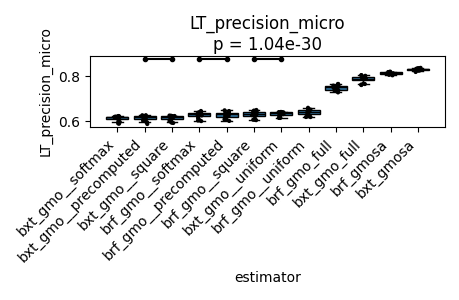 LT_precision_micro
p = 1.04e-30
LT_precision_micro
0.8
0.6
bxt_gmo__softmax
bxt_gmo__precomputed
bxt_gmo__square
brf_gmo__softmax
brf_gmo__precomputed
brf_gmo__square
bxt_gmo__uniform
brf_gmo__uniform
brf_gmo_full
bxt_gmo_full
brf_gmosa
bxt_gmosa
estimator